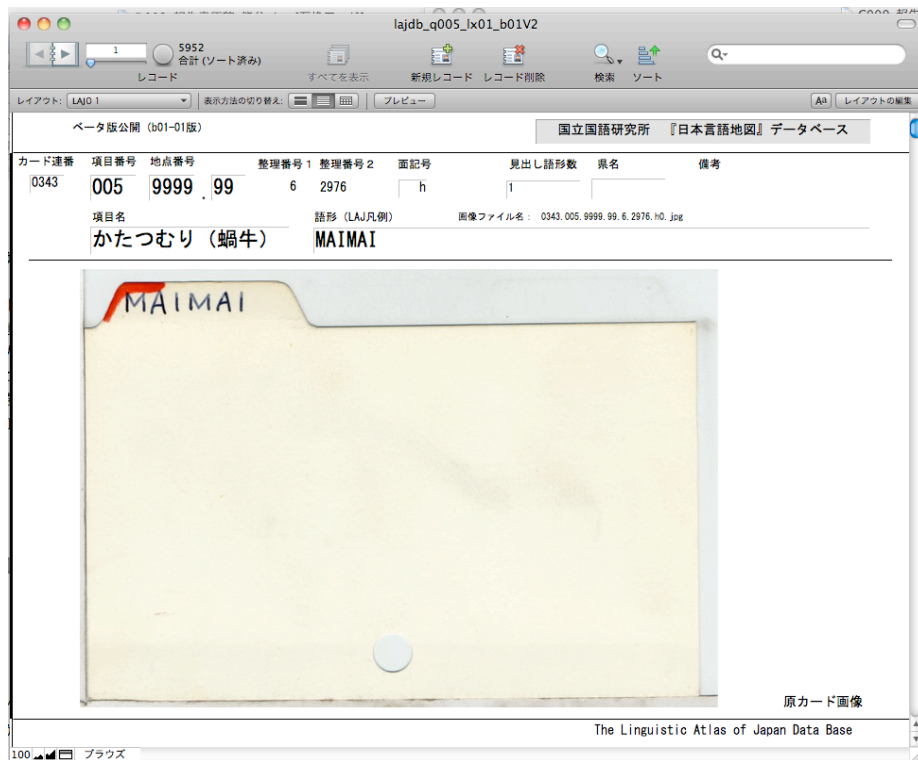 lajdb_q005_lx01_b01V2
1
5952
合計 (ソート済み)
レコード
すべてを表示
新規レコード
レコード削除
検索
ソート
レイアウト: LAJO 1
表示方法の切り替え:
プレビュー
Aa
レイアウトの編集
ベータ版公開 (b01-01版)
国立国語研究所 『日本言語地図』データベース
カード連番 項目番号 地点番号 整理番号1 整理番号2 面記号 見出し語形数 県名 備考
0343 005 9999 . 99 6 2976 h 1
項目名 語形 (LAJ凡例) 画像ファイル名: 0343.005.9999.99.6.2976.h0.jpg
かたつむり (蝸牛) MAIMAI
MAIMAI
原カード画像
The Linguistic Atlas of Japan Data Base
100 ブラウズ